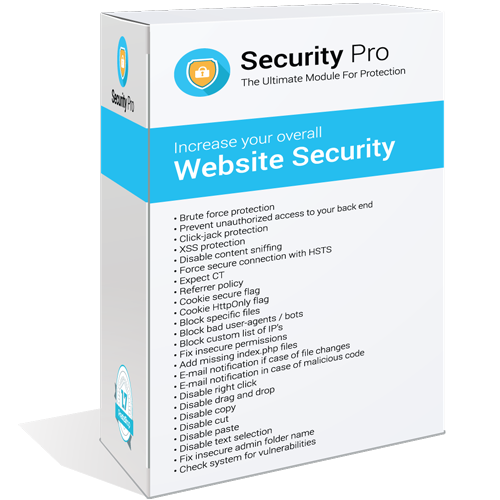 Security Pro
The Ultimate Module For Protection
Security Pro
Increase your overall
Website Security
• Brute force protection
• Prevent unauthorized access to your back end
• Click-jack protection
• XSS protection
• Disable content sniffing
• Force secure connection with HSTS
• Expect CT
• Referrer policy
• Cookie secure flag
• Cookie HttpOnly flag
• Block specific files
• Block bad user-agents / bots
• Block custom list of IP's
• Fix insecure permissions
• Add missing index.php files
• E-mail notification if case of file changes
• E-mail notification in case of malicious code
• Disable right click
• Disable drag and drop
• Disable copy
• Disable cut
• Disable paste
• Disable text selection
• Fix insecure admin folder name
• Check system for vulnerabilities
1.7